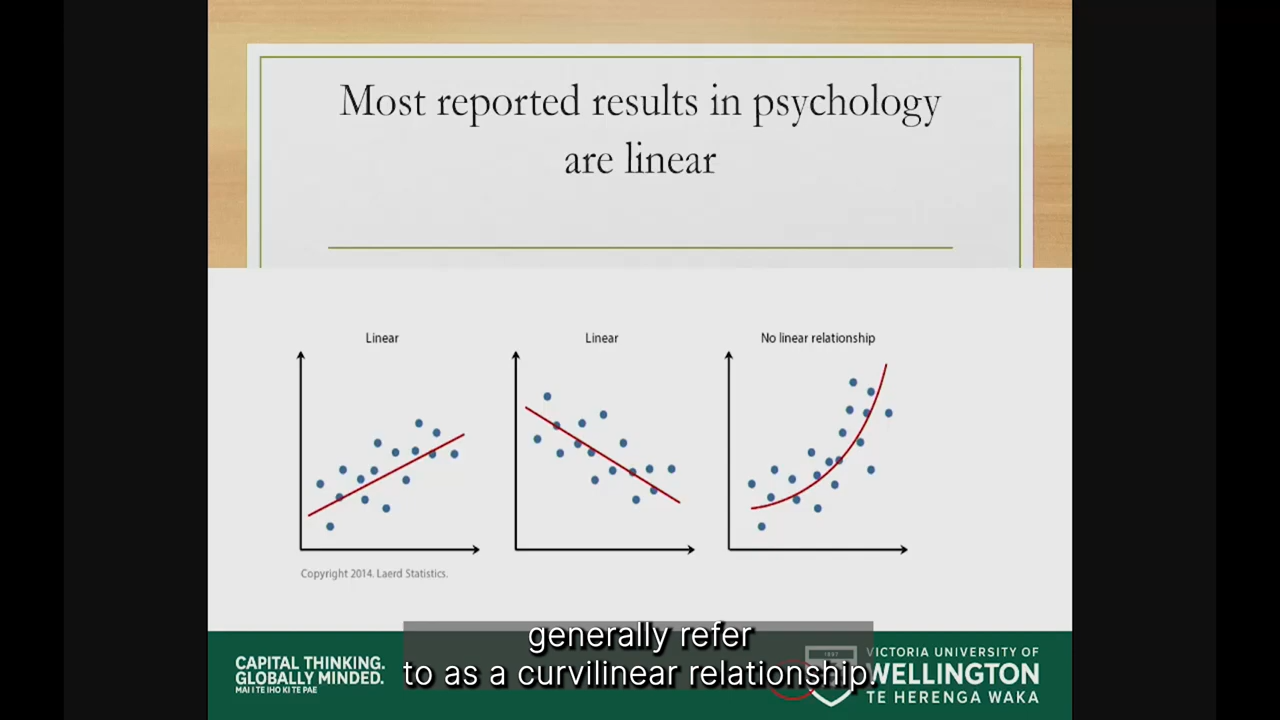 Most reported results in psychology
are linear
Linear
Linear
No linear relationship
Copyright 2014. Laerd Statistics.
generally refer
to as a curvilinear relationship.
CAPITAL THINKING.
GLOBALLY MINDED.
MAI I TE IHO KI TE PAE
1897
VICTORIA UNIVERSITY OF
WELLINGTON
TE HERENGA WAKA